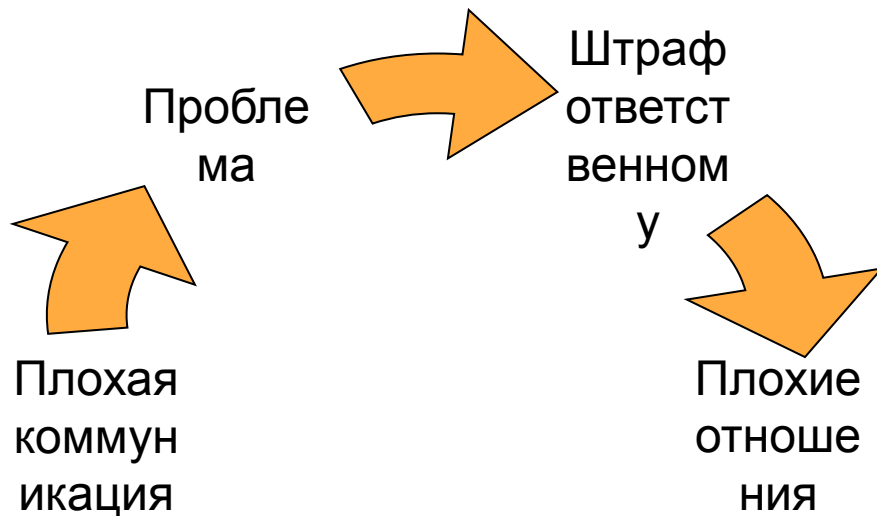 Пробле
ма
Штраф
ответст
венном
у
Плохая
коммун
икация
Плохие
отноше
ния